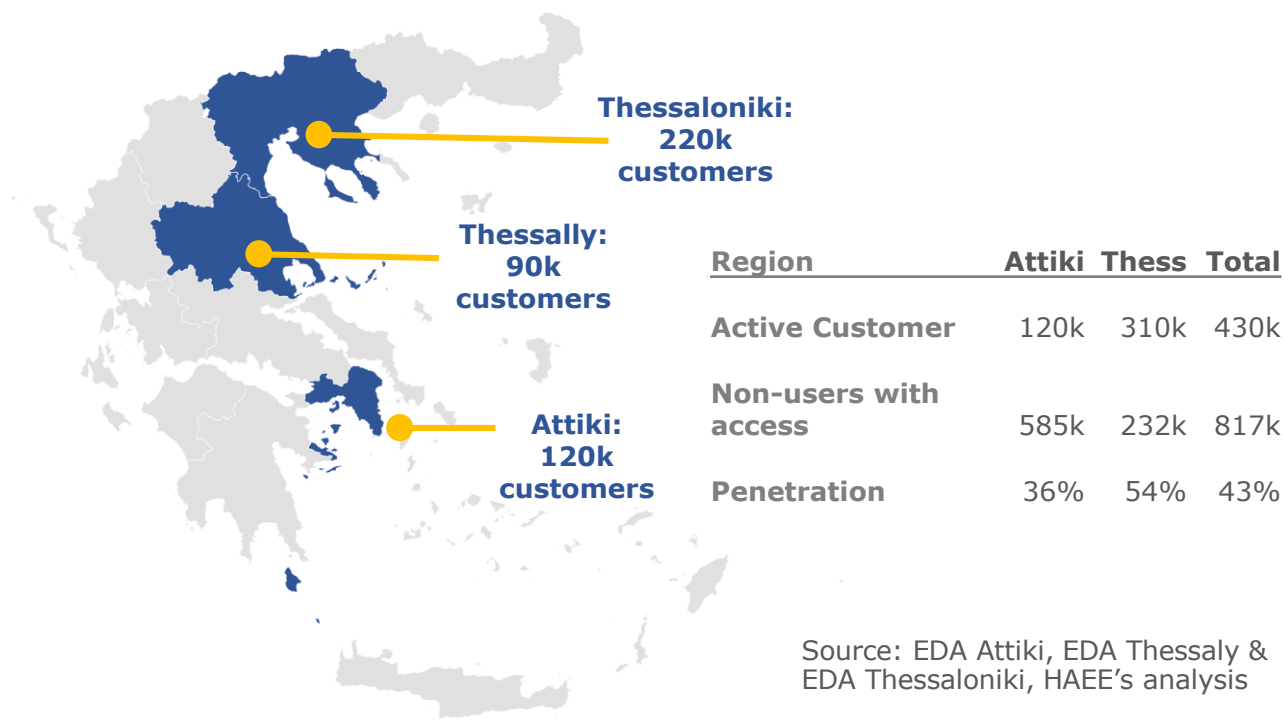 Thessaloniki:
220k
customers
Thessally:
90k
customers
Attiki:
120k
customers
Region Attiki Thess Total
Active Customer 120k 310k 430k
Non-users with
access 585k 232k 817k
Penetration 36% 54% 43%
Source: EDA Attiki, EDA Thessaly &
EDA Thessaloniki, HAEE’s analysis